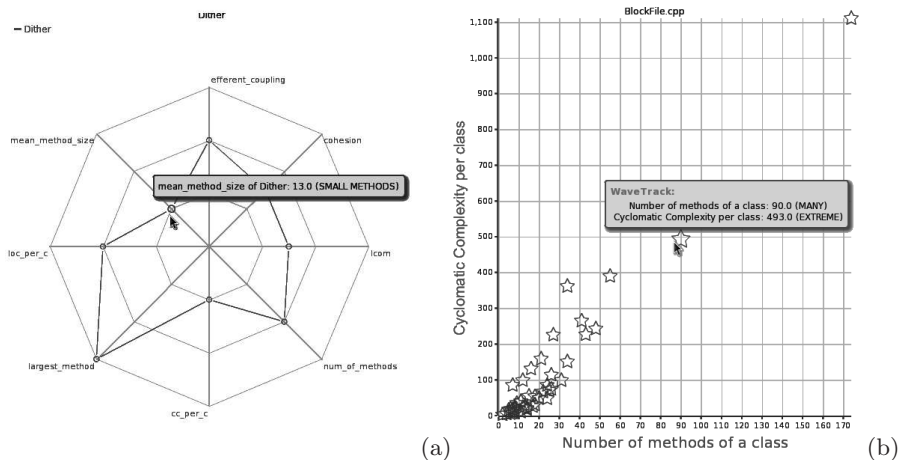 Dither
Dither
efferent_coupling
mean_method_size
cohesion
mean_method_size of Dither: 13.0 (SMALL METHODS)
loc_per_c
lcom
largest_method
num_of_methods
cc_per_c
(a)
BlockFile.cpp
1,100
1,000
900
800
700
600
500
400
300
200
100
0
Cyclomatic Complexity per class
WaveTrack:
Number of methods of a class: 90.0 (MANY)
Cyclomatic Complexity per class: 493.0 (EXTREME)
0 10 20 30 40 50 60 70 80 90 100 110 120 130 140 150 160 170
Number of methods of a class
(b)